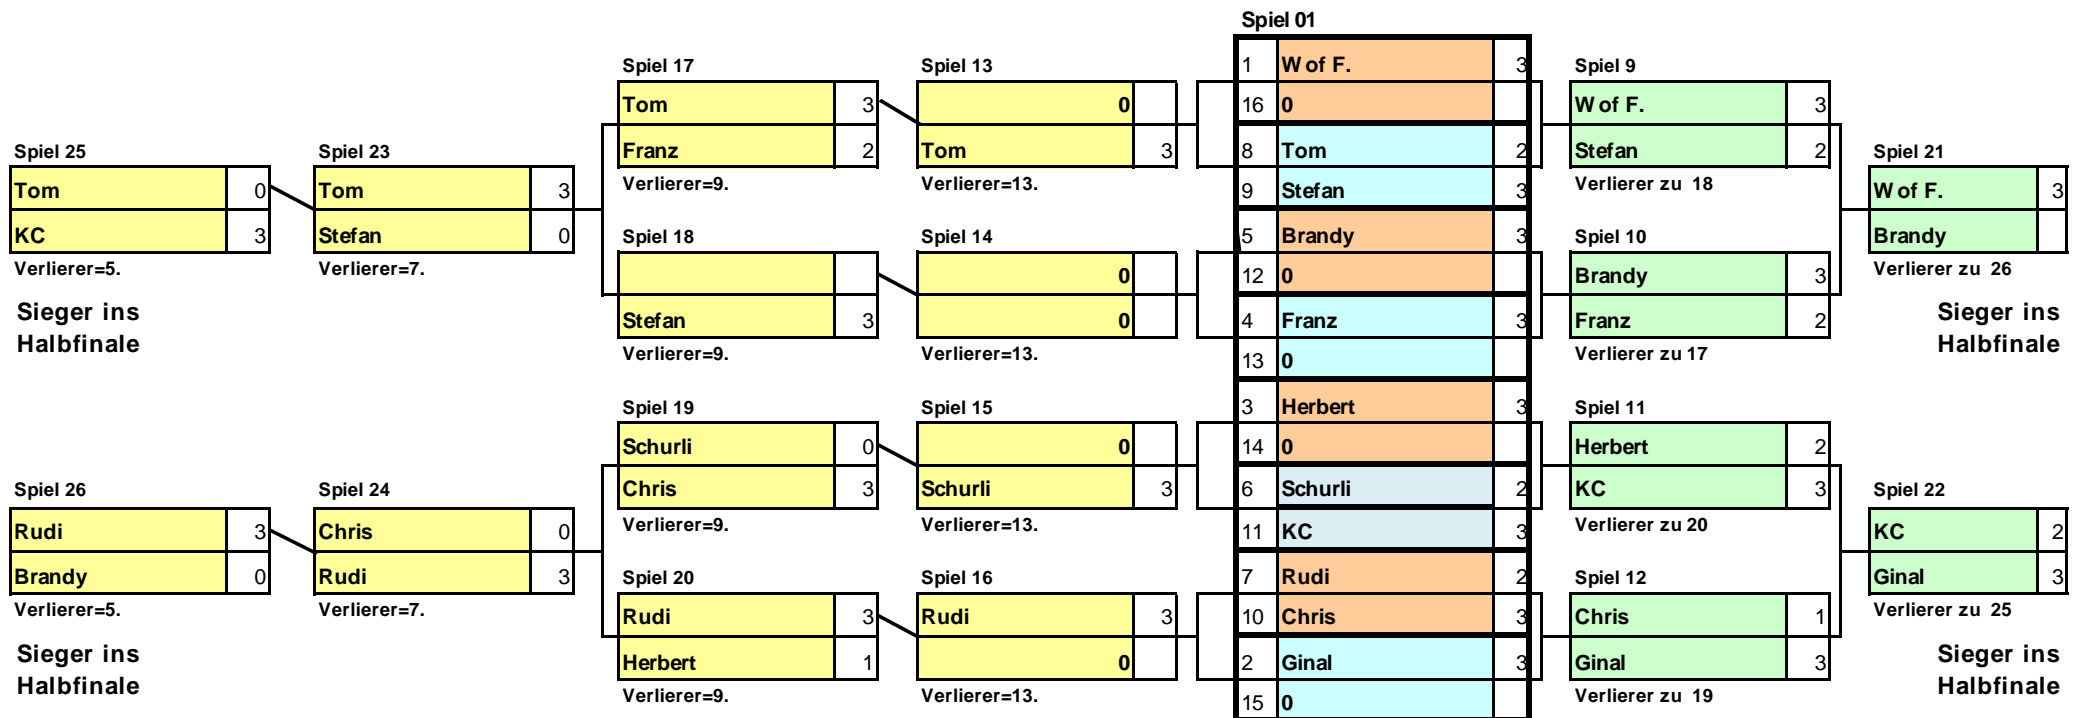 Spiel 01
Spiel 17 Spiel 13 1 W of F. 3 Spiel 9
Tom 3 0 16 0 W of F. 3
Spiel 25 Spiel 23 Franz 2 Tom 3 8 Tom 2 Stefan 2 Spiel 21
Tom 0 Tom 3 Verlierer=9. Verlierer=13. 9 Stefan 3 Verlierer zu 18 W of F. 3
KC 3 Stefan 0 Spiel 18 Spiel 14 5 Brandy 3 Spiel 10 Brandy
Verlierer=5. Verlierer=7. 0 12 0 Brandy 3 Verlierer zu 26
Sieger ins Stefan 3 0 4 Franz 3 Franz 2 Sieger ins
Halbfinale Verlierer=9. Verlierer=13. 13 0 Verlierer zu 17 Halbfinale
Spiel 19 Spiel 15 3 Herbert 3 Spiel 11
Schurli 0 0 14 0 Herbert 2
Spiel 26 Spiel 24 Chris 3 Schurli 3 6 Schurli 2 KC 3 Spiel 22
Rudi 3 Chris 0 Verlierer=9. Verlierer=13. 11 KC 3 Verlierer zu 20 KC 2
Brandy 0 Rudi 3 Spiel 20 Spiel 16 7 Rudi 2 Spiel 12 Ginal 3
Verlierer=5. Verlierer=7. Rudi 3 Rudi 3 10 Chris 3 Chris 1 Verlierer zu 25
Sieger ins Herbert 1 0 2 Ginal 3 Ginal 3 Sieger ins
Halbfinale Verlierer=9. Verlierer=13. 15 0 Verlierer zu 19 Halbfinale